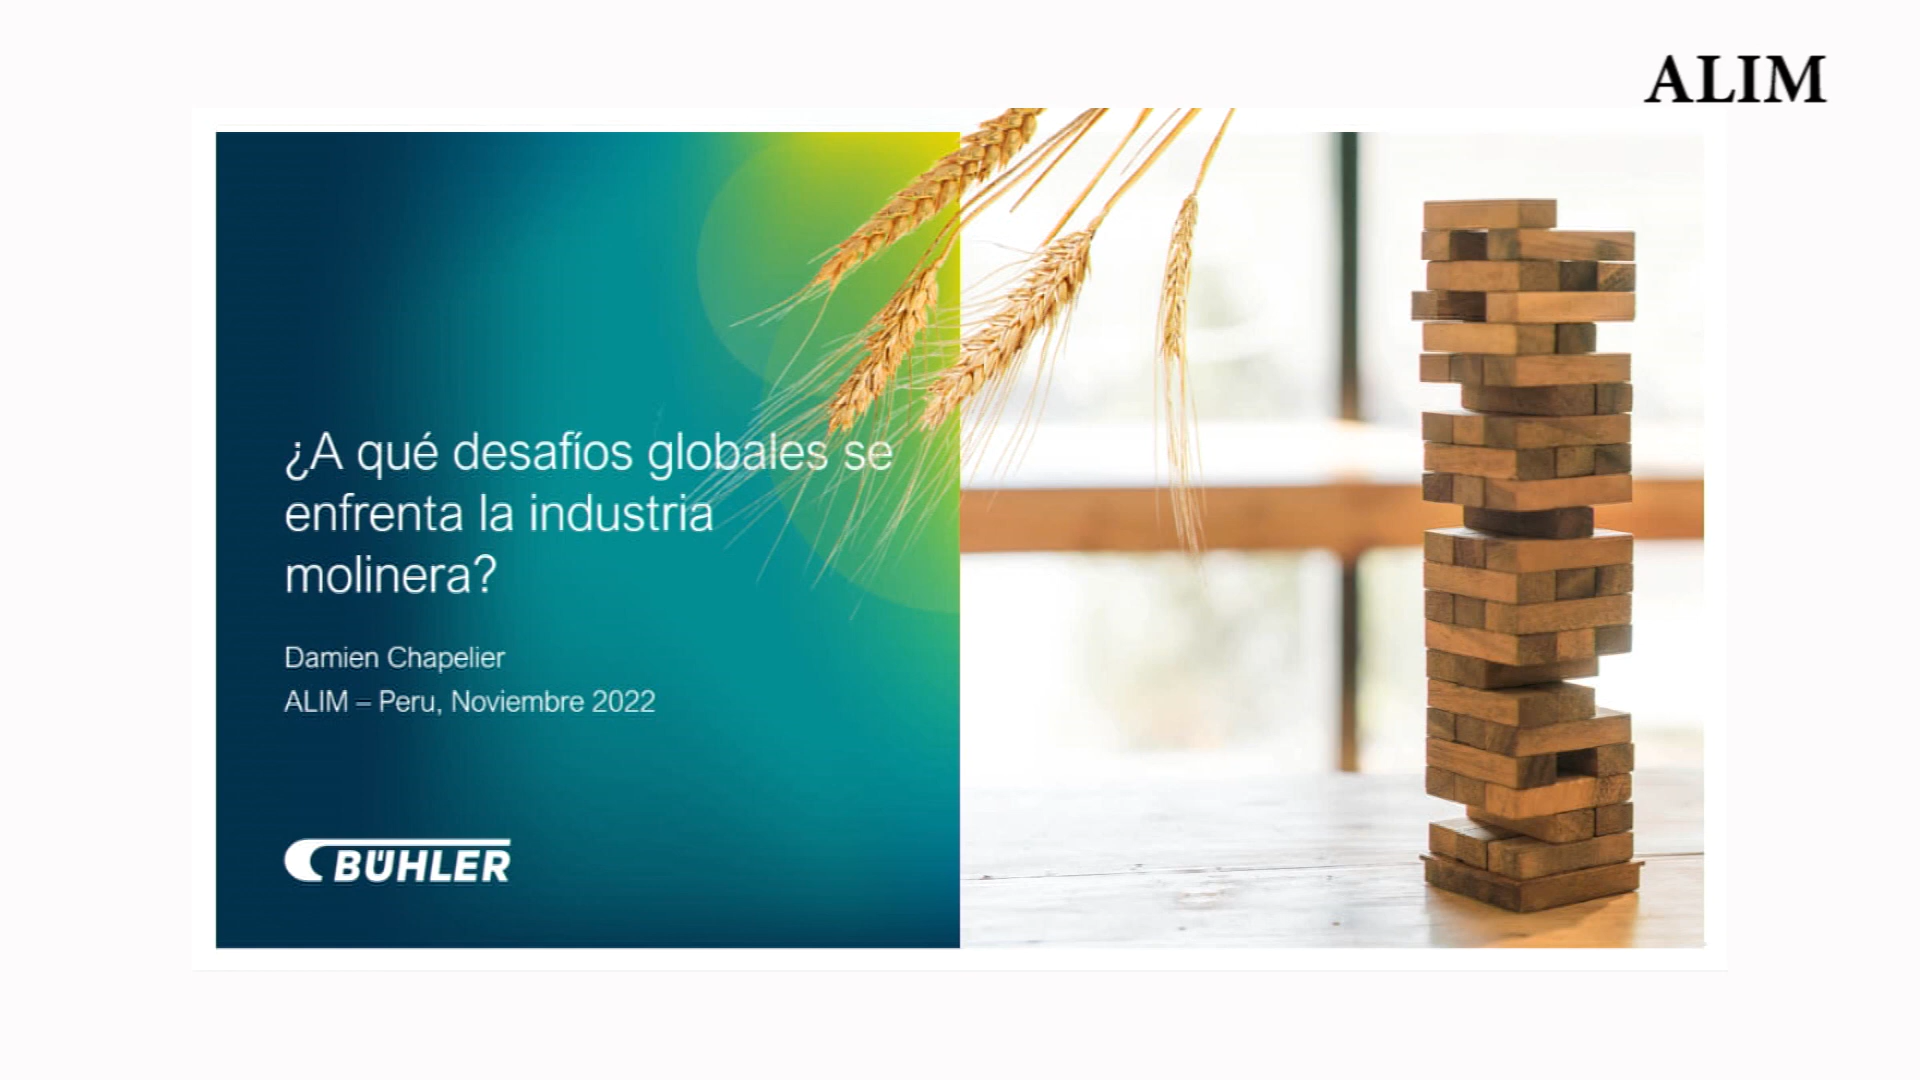 ALIM
¿A qué desafíos globales se
enfrenta la industria
molinera?
Damien Chapelier
ALIM – Peru, Noviembre 2022
BÜHLER